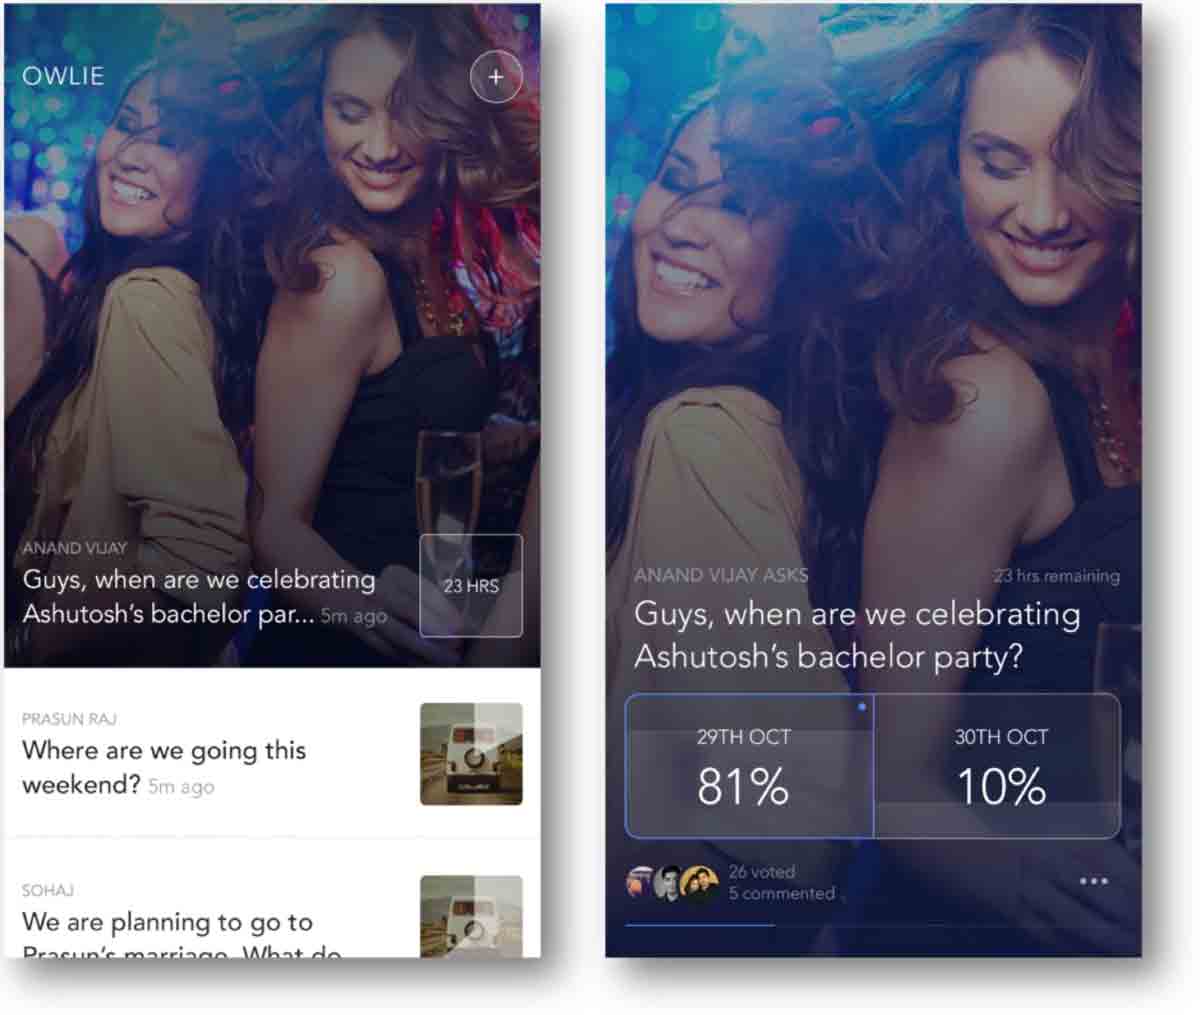 OWLIE
+
ANAND VIJAY
Guys, when are we celebrating
Ashutosh's bachelor par... 5m ago
23 HRS
PRASUN RAJ
Where are we going this
weekend? 5m ago
SOHAJ
We are planning to go to
Prasun's marriage. What do
ANAND VIJAY ASKS
23 hrs remaining
Guys, when are we celebrating
Ashutosh's bachelor party?
29TH OCT
81%
30TH OCT
10%
26 voted
5 commented